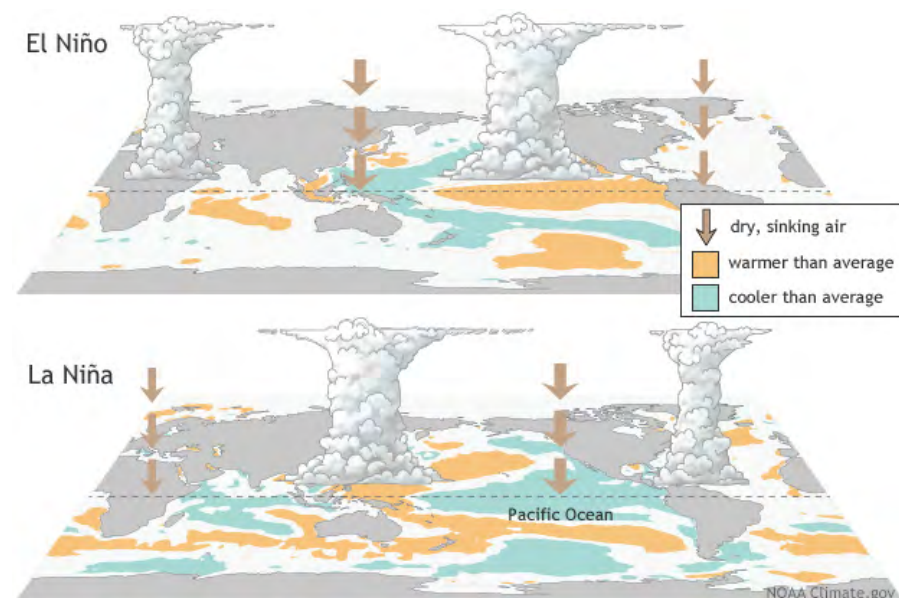 El Niño
dry, sinking air
warmer than average
cooler than average
La Niña
Pacific Ocean
NOAA Climate.gov